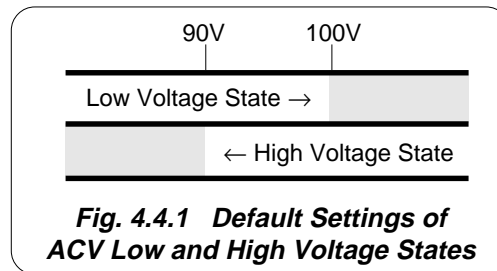 90V 100V
Low Voltage State →
← High Voltage State
Fig. 4.4.1 Default Settings of
ACV Low and High Voltage States